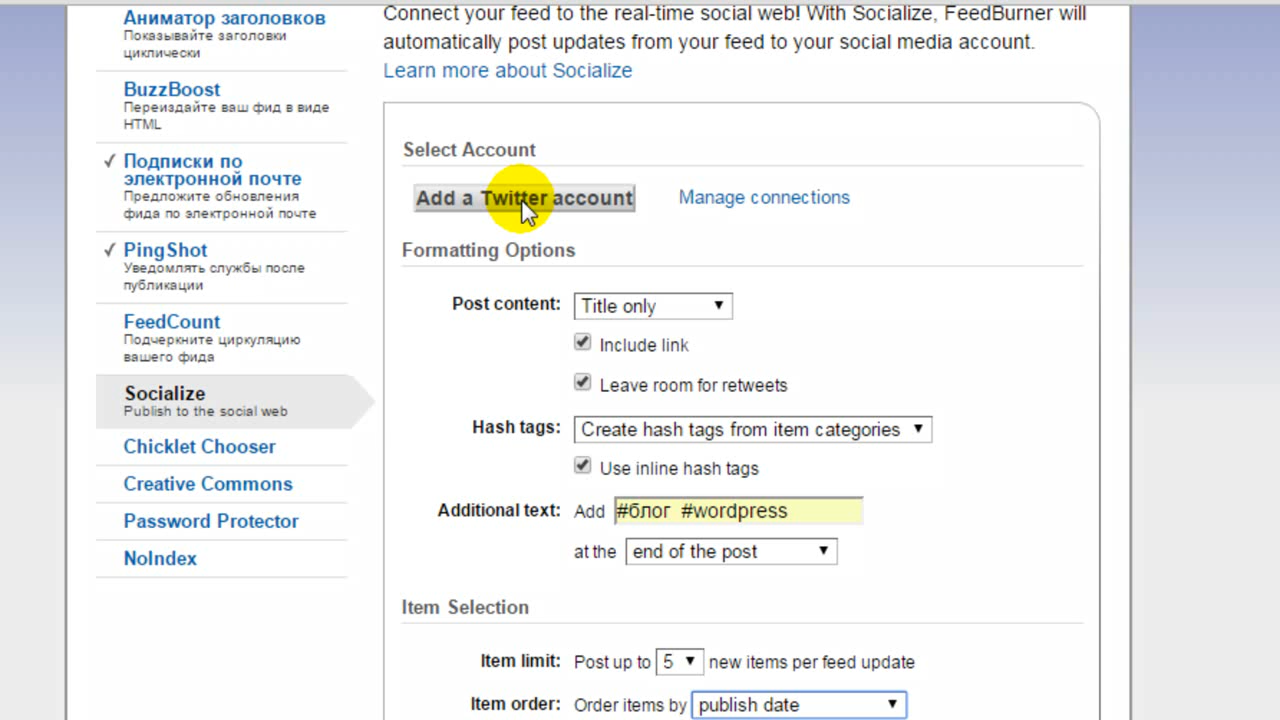 Аниматор заголовков
Показывайте заголовки
циклически
BuzzBoost
Переиздайте ваш фид в виде
HTML
Подписки по
электронной почте
Предложите обновления
фида по электронной почте
PingShot
Уведомлять службы после
публикации
FeedCount
Подчеркните циркуляцию
вашего фида
Socialize
Publish to the social web
Chicklet Chooser
Creative Commons
Password Protector
NoIndex
Connect your feed to the real-time social web! With Socialize, FeedBurner will
automatically post updates from your feed to your social media account.
Learn more about Socialize
Select Account
Add a Twitter account Manage connections
Formatting Options
Post content: Title only
Include link
Leave room for retweets
Hash tags: Create hash tags from item categories
Use inline hash tags
Additional text: Add #блог #wordpress
at the end of the post
Item Selection
Item limit: Post up to 5 new items per feed update
Item order: Order items by publish date